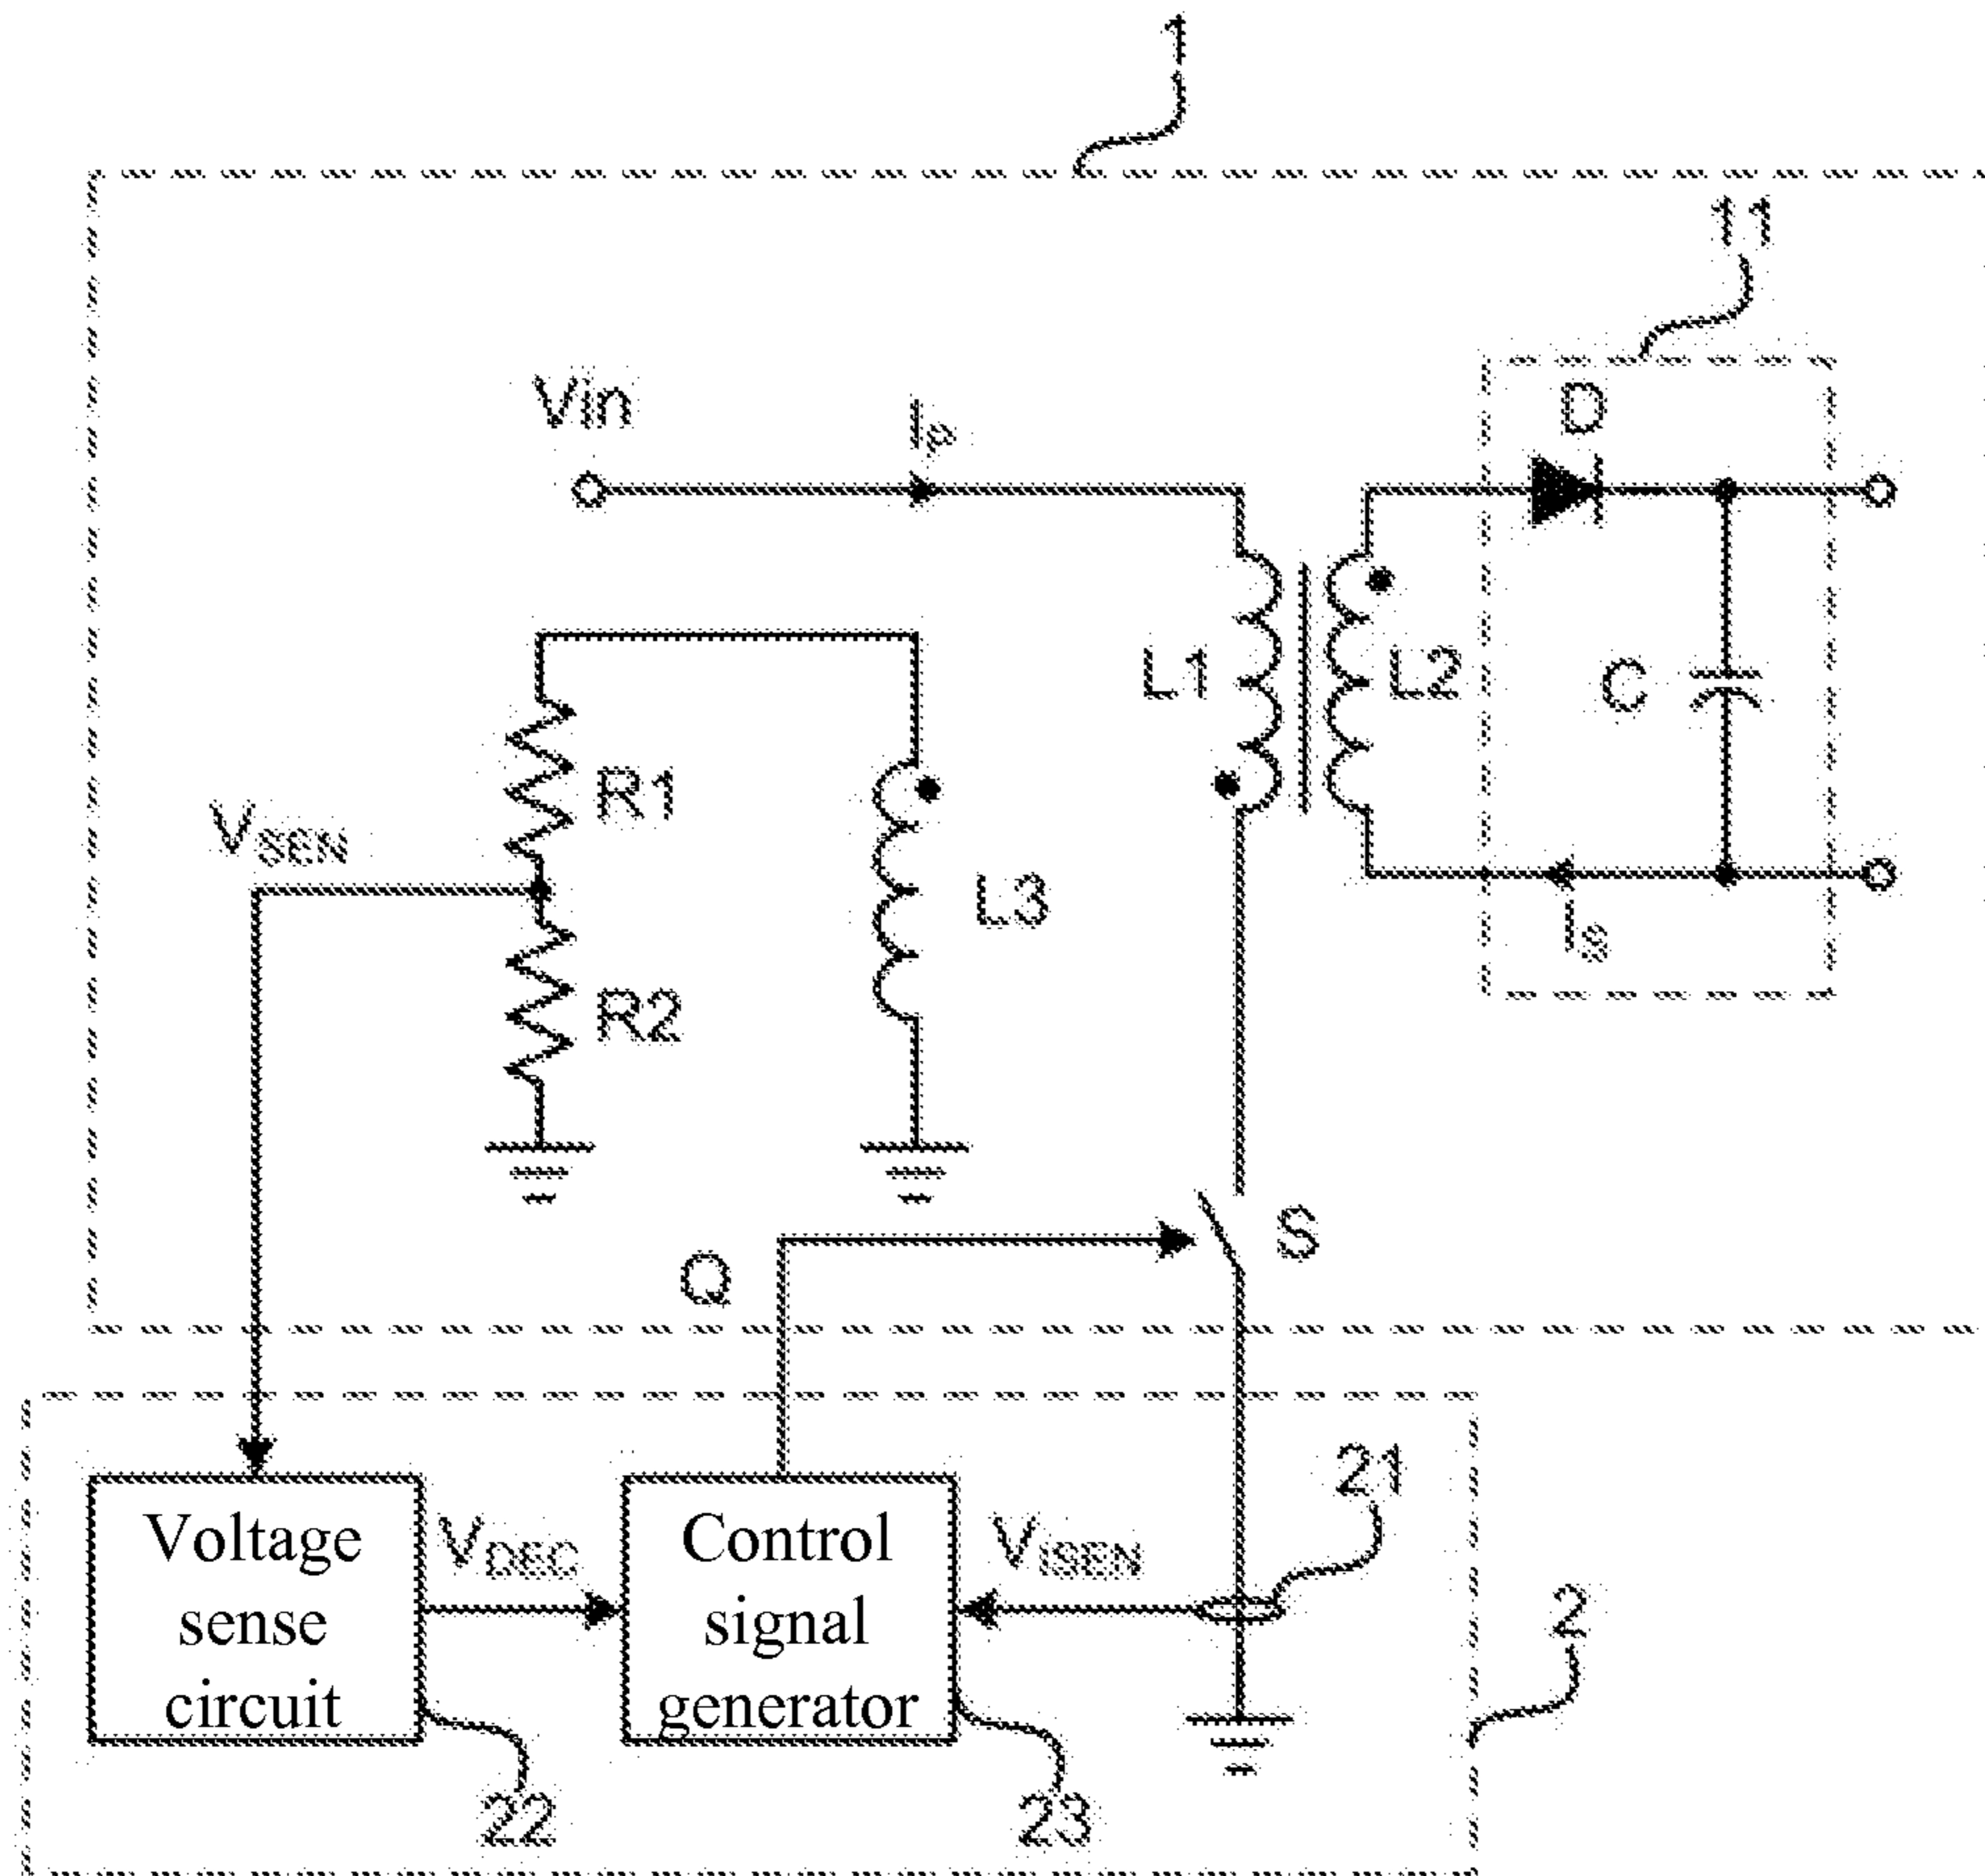 1
11
Vin
Ip
D
L1
L2
C
R1
VSEN
L3
Is
R2
S
Q
21
Voltage
sense
circuit
VDEC
Control
signal
generator
VISEN
2
22
23